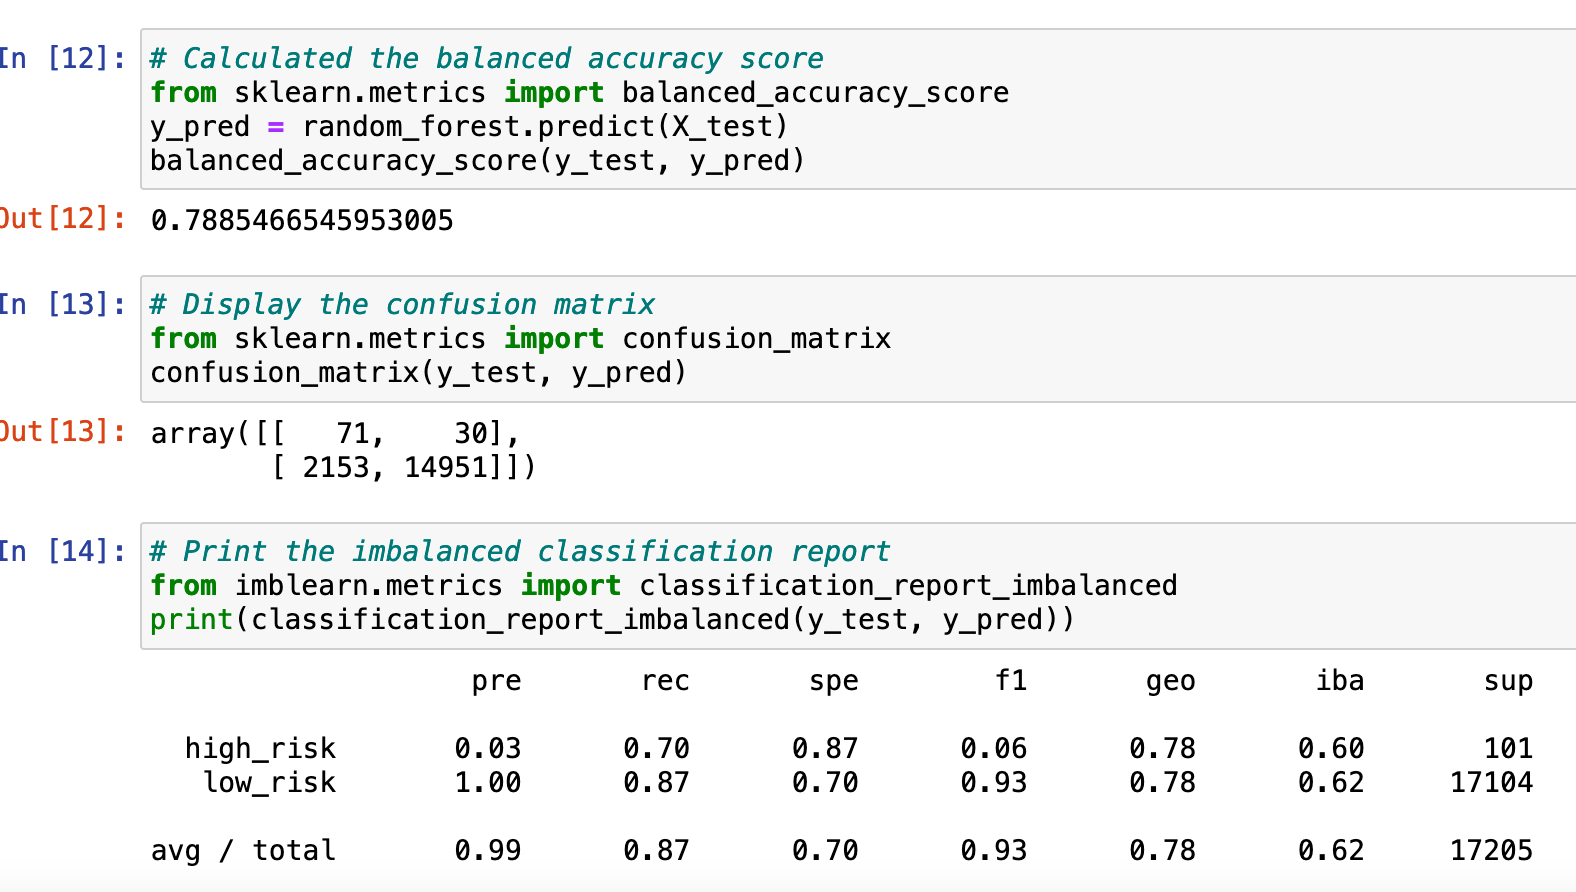 In [12]:
# Calculated the balanced accuracy score
from sklearn.metrics import balanced_accuracy_score
y_pred = random_forest.predict(X_test)
balanced_accuracy_score(y_test, y_pred)
Out[12]: 0.7885466545953005
In [13]:
# Display the confusion matrix
from sklearn.metrics import confusion_matrix
confusion_matrix(y_test, y_pred)
Out[13]: array([[   71,    30],
       [ 2153, 14951]])
In [14]:
# Print the imbalanced classification report
from imblearn.metrics import classification_report_imbalanced
print(classification_report_imbalanced(y_test, y_pred))
pre rec spe f1 geo iba sup
high_risk 0.03 0.70 0.87 0.06 0.78 0.60 101
low_risk 1.00 0.87 0.70 0.93 0.78 0.62 17104
avg / total 0.99 0.87 0.70 0.93 0.78 0.62 17205